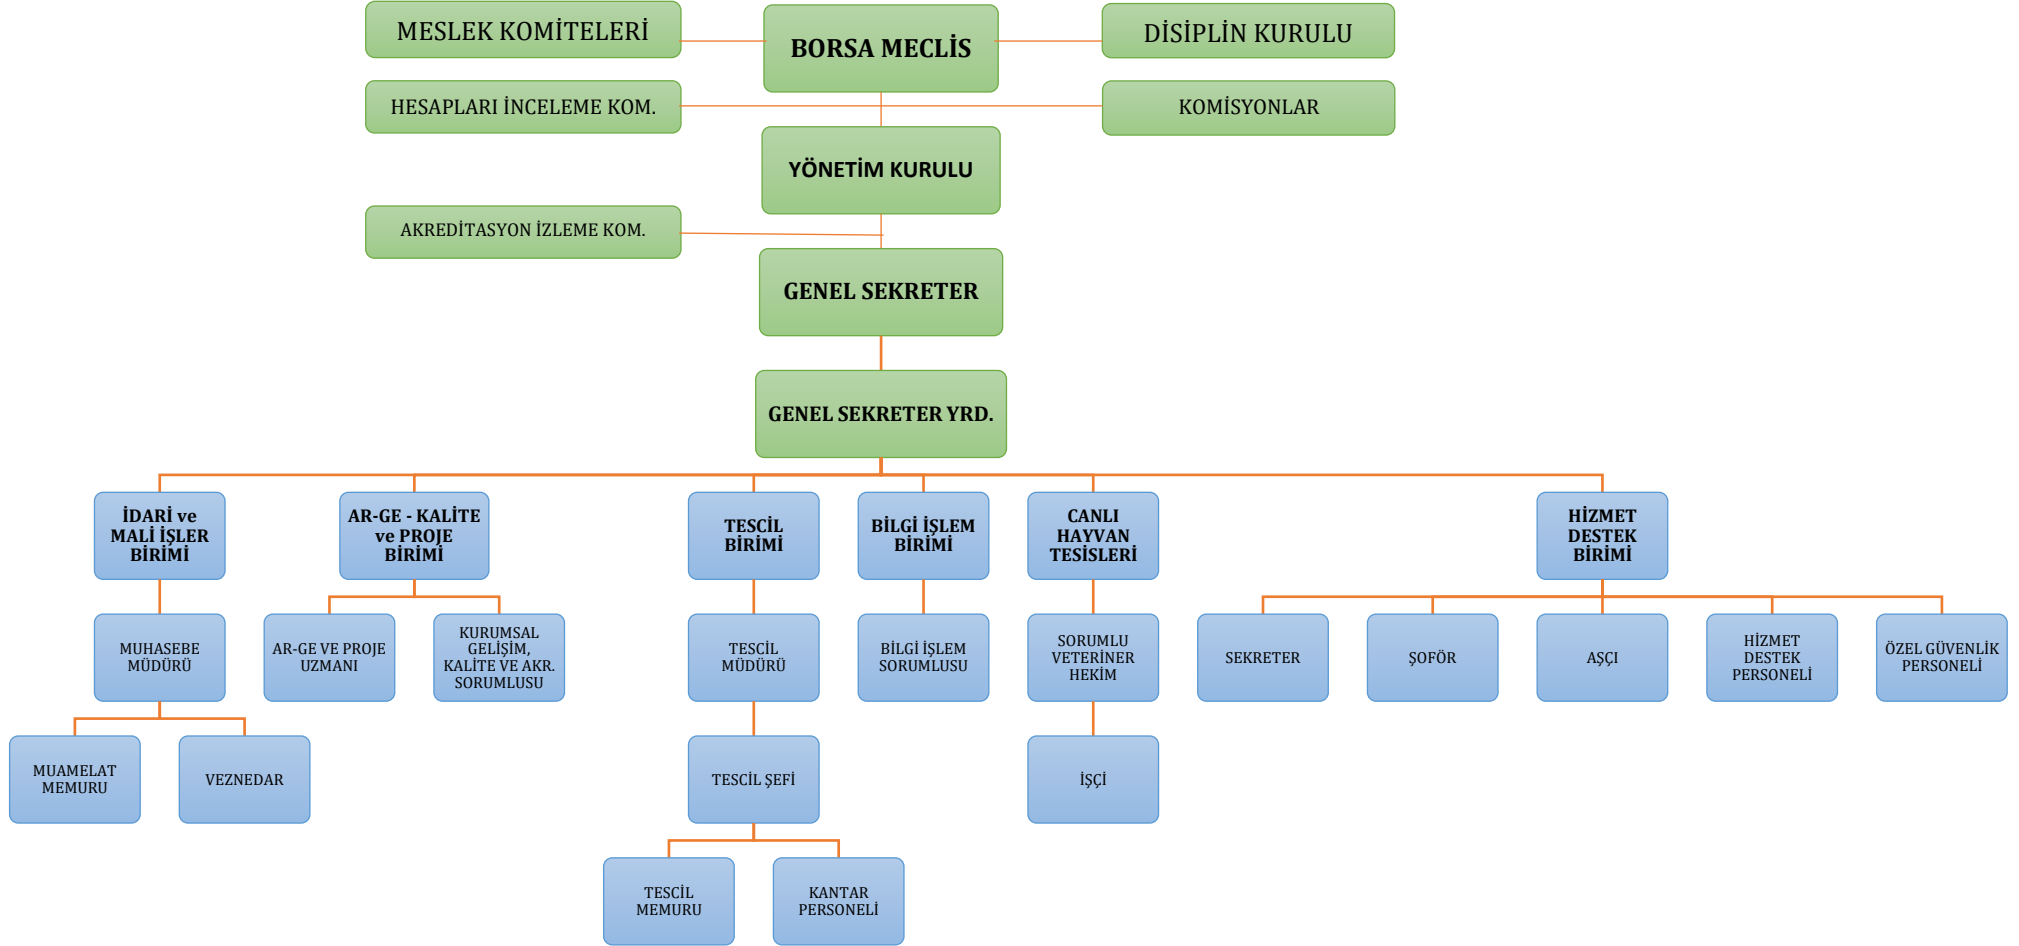 MESLEK KOMİTELERİ
BORSA MECLİS
DİSİPLİN KURULU
HESAPLARI İNCELEME KOM.
KOMİSYONLAR
YÖNETİM KURULU
AKREDİTASYON İZLEME KOM.
GENEL SEKRETER
GENEL SEKRETER YRD.
İDARİ ve
MALİ İŞLER
BİRİMİ
AR-GE - KALİTE
ve PROJE
BİRİMİ
TESCİL
BİRİMİ
BİLGİ İŞLEM
BİRİMİ
CANLI
HAYVAN
TESİSLERİ
HİZMET
DESTEK
BİRİMİ
MUHASEBE
MÜDÜRÜ
AR-GE VE PROJE
UZMANI
KURUMSAL
GELİŞİM,
KALİTE VE AKR.
SORUMLUSU
TESCİL
MÜDÜRÜ
BİLGİ İŞLEM
SORUMLUSU
SORUMLU
VETERİNER
HEKİM
SEKRETER
ŞOFÖR
AŞÇI
HİZMET
DESTEK
PERSONELİ
ÖZEL GÜVENLİK
PERSONELİ
MUAMELAT
MEMURU
VEZNEDAR
TESCİL ŞEFİ
İŞÇİ
TESCİL
MEMURU
KANTAR
PERSONELİ